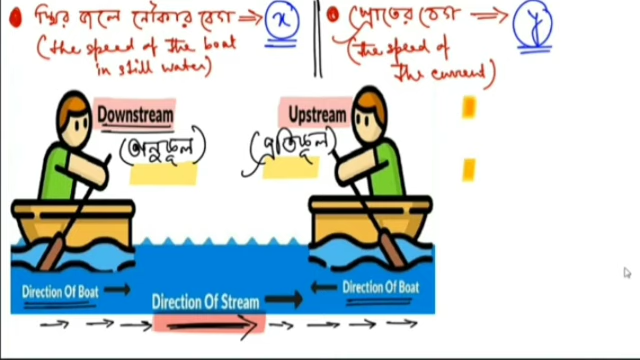 স্থির জলে নৌকার বেগ ⇒ x
(the speed of the boat
in still water)
স্রোতের বেগ ⇒ y
(the speed of
the current)
Downstream
(অনুকূল)
Upstream
(প্রতিকূল)
Direction Of Boat
Direction Of Stream
Direction Of Boat